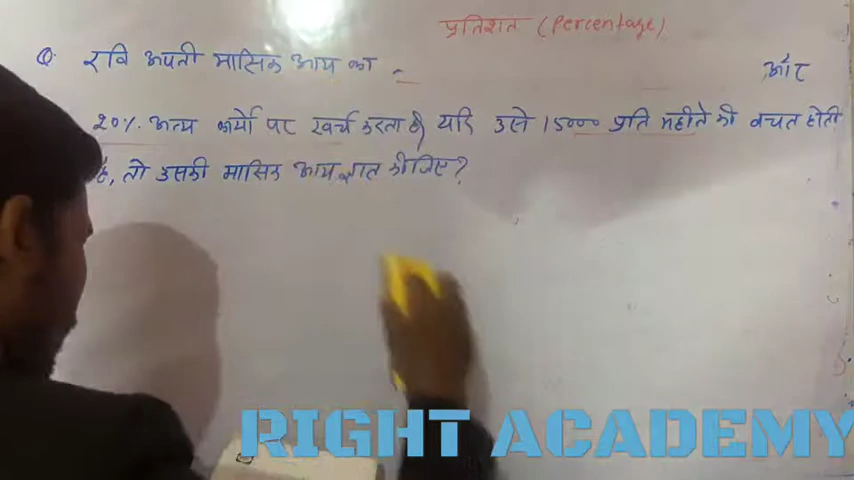 प्रतिशत (Percentage)
Q. रवि अपनी मासिक आय का और
20% अन्य कार्यो पर खर्च करता है यदि उसे 15000 प्रति महीने की बचत होती
है, तो उसकी मासिक आय ज्ञात कीजिए?
RIGHT ACADEMY